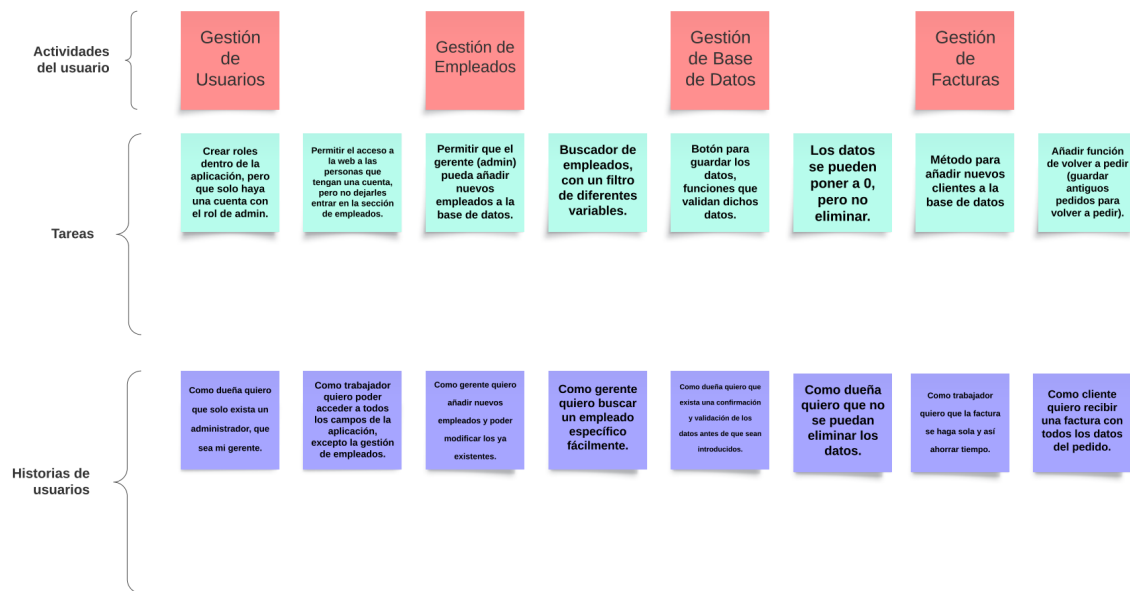 Actividades
del usuario
Gestión
de
Usuarios
Gestión de
Empleados
Gestión
de Base
de Datos
Gestión
de
Facturas
Tareas
Crear roles
dentro de la
aplicación, pero
que solo haya
una cuenta con
el rol de admin.
Permitir el acceso a
la web a las
personas que
tengan una cuenta,
pero no dejarles
entrar en la sección
de empleados.
Permitir que el
gerente (admin)
pueda añadir
nuevos
empleados a la
base de datos.
Buscador de
empleados,
con un filtro
de diferentes
variables.
Botón para
guardar los
datos,
funciones que
validan dichos
datos.
Los datos
se pueden
poner a 0,
pero no
eliminar.
Método para
añadir nuevos
clientes a la
base de datos
Añadir función
de volver a pedir
(guardar
antiguos
pedidos para
volver a pedir).
Historias de
usuarios
Como dueña quiero
que solo exista un
administrador, que
sea mi gerente.
Como trabajador
quiero poder
acceder a todos
los campos de la
aplicación,
excepto la gestión
de empleados.
Como gerente quiero
añadir nuevos
empleados y poder
modificar los ya
existentes.
Como gerente
quiero buscar
un empleado
específico
fácilmente.
Como dueña quiero que
exista una confirmación
y validación de los
datos antes de que sean
introducidos.
Como dueña
quiero que no
se puedan
eliminar los
datos.
Como trabajador
quiero que la factura
se haga sola y así
ahorrar tiempo.
Como cliente
quiero recibir
una factura con
todos los datos
del pedido.